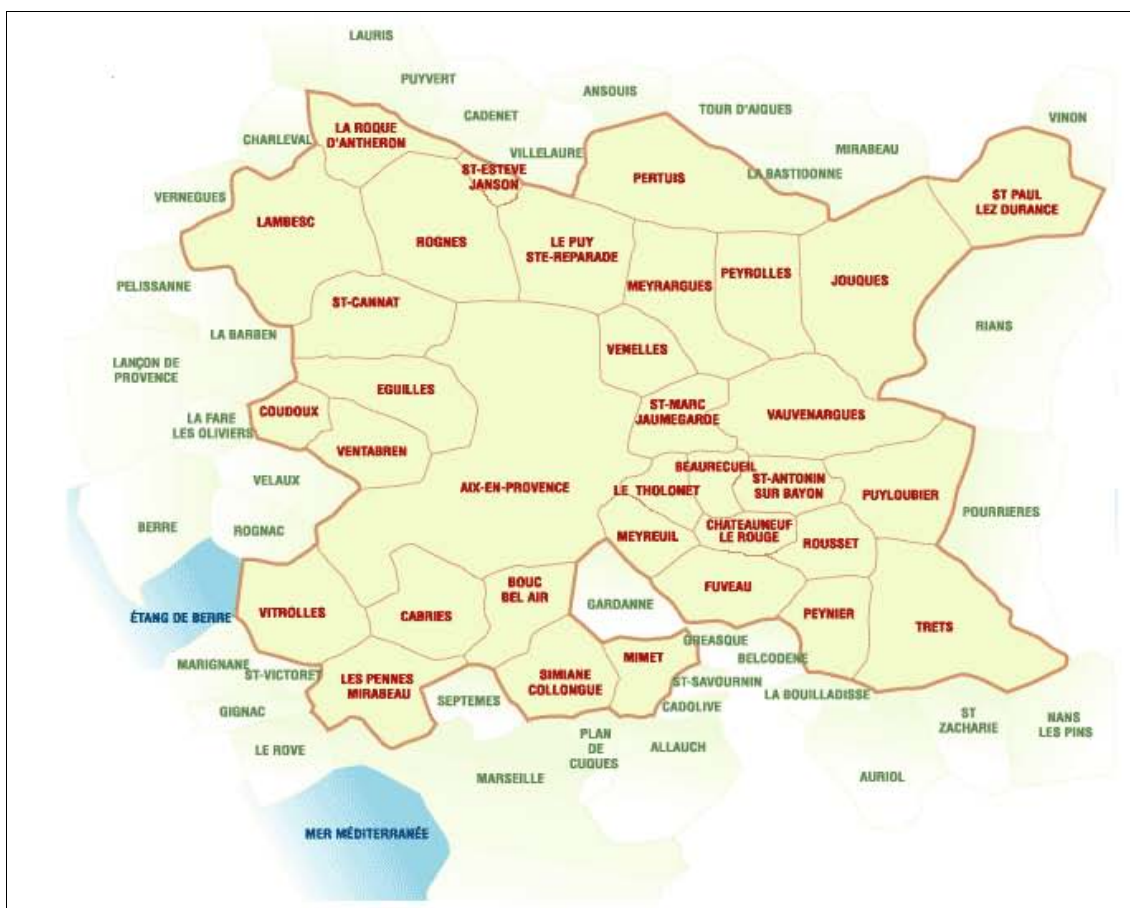 LAURIS
PUYVERT
ANSOUIS
TOUR D'AIGUES
CADENET
VINON
LA ROQUE
D'ANTHERON
CHARLEVAL
VILLELAURE
MIRABEAU
ST-ESTEVE
JANSON
PERTUIS
LA BASTIDONNE
VERNEGUES
ST PAUL
LEZ DURANCE
LAMBESC
ROGNES
LE PUY
STE-REPARADE
PEYROLLES
JOUQUES
MEYRARGUES
PELISSANNE
ST-CANNAT
RIANS
LA BARBEN
VENELLES
LANÇON DE
PROVENCE
EGUILLES
ST-MARC
JAUMEGARDE
COUDOUX
VAUVENARGUES
LA FARE
LES OLIVIERS
VENTABREN
BEAURECUEIL
ST-ANTONIN
SUR BAYON
VELAUX
AIX-EN-PROVENCE
LE THOLONET
PUYLOUBIER
POURRIERES
BERRE
ROGNAC
CHATEAUNEUF
LE ROUGE
MEYREUIL
ROUSSET
BOUC
BEL AIR
FUVEAU
GARDANNE
ÉTANG DE BERRE
VITROLLES
CABRIES
PEYNIER
TRETS
GREASQUE
MARIGNANE
ST-VICTORET
MIMET
BELCODENE
LES PENNES
MIRABEAU
SIMIANE
COLLONGUE
ST-SAVOURNIN
LA BOUILLADISSE
SEPTEMES
CADOLIVE
GIGNAC
ST
ZACHARIE
NANS
LES PINS
LE ROVE
PLAN
DE
CUQUES
ALLAUCH
MARSEILLE
AURIOL
MER MÉDITERRANÉE